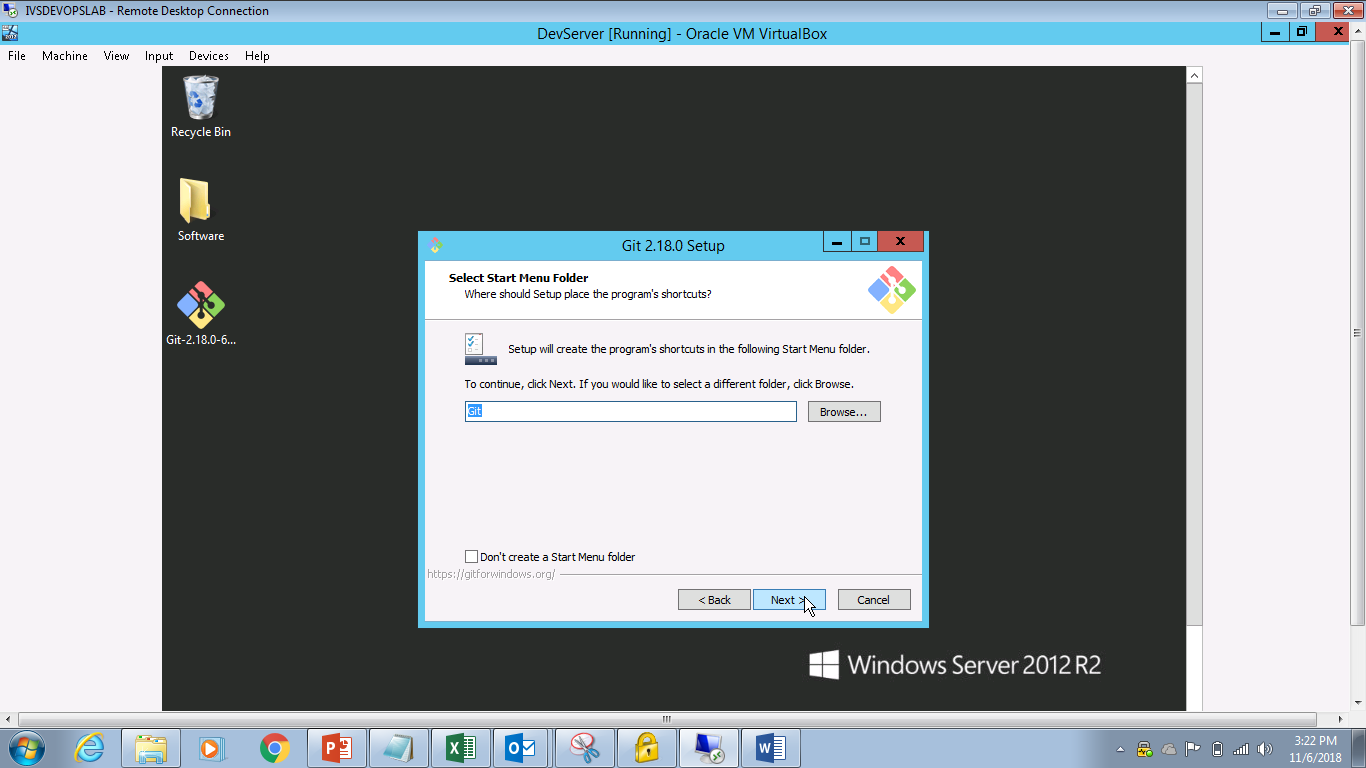 IVSDEVOPSLAB - Remote Desktop Connection
DevServer [Running] - Oracle VM VirtualBox
File Machine View Input Devices Help
Recycle Bin
Software
Git-2.18.0-6...
Git 2.18.0 Setup
Select Start Menu Folder
Where should Setup place the program's shortcuts?
Setup will create the program's shortcuts in the following Start Menu folder.
To continue, click Next. If you would like to select a different folder, click Browse.
Git
Browse...
Don't create a Start Menu folder
https://gitforwindows.org/
< Back Next > Cancel
Windows Server 2012 R2
3:22 PM
11/6/2018